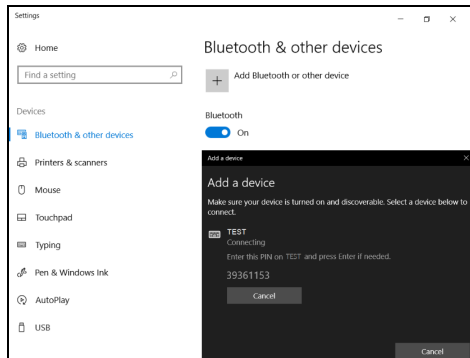 Settings
Home
Find a setting
Devices
Bluetooth & other devices
Printers & scanners
Mouse
Touchpad
Typing
Pen & Windows Ink
AutoPlay
USB
Bluetooth & other devices
Add Bluetooth or other device
Bluetooth
On
Add a device
Add a device
Make sure your device is turned on and discoverable. Select a device below to
connect.
TEST
Connecting
Enter this PIN on TEST and press Enter if needed.
39361153
Cancel
Cancel